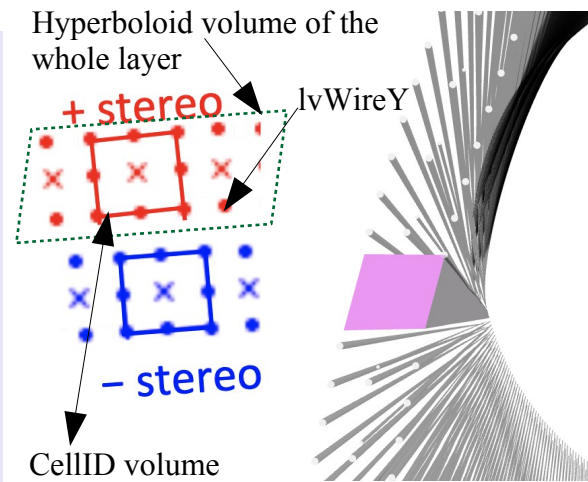 Hyperboloid volume of the
whole layer
+ stereo
lvWireY
− stereo
CellID volume